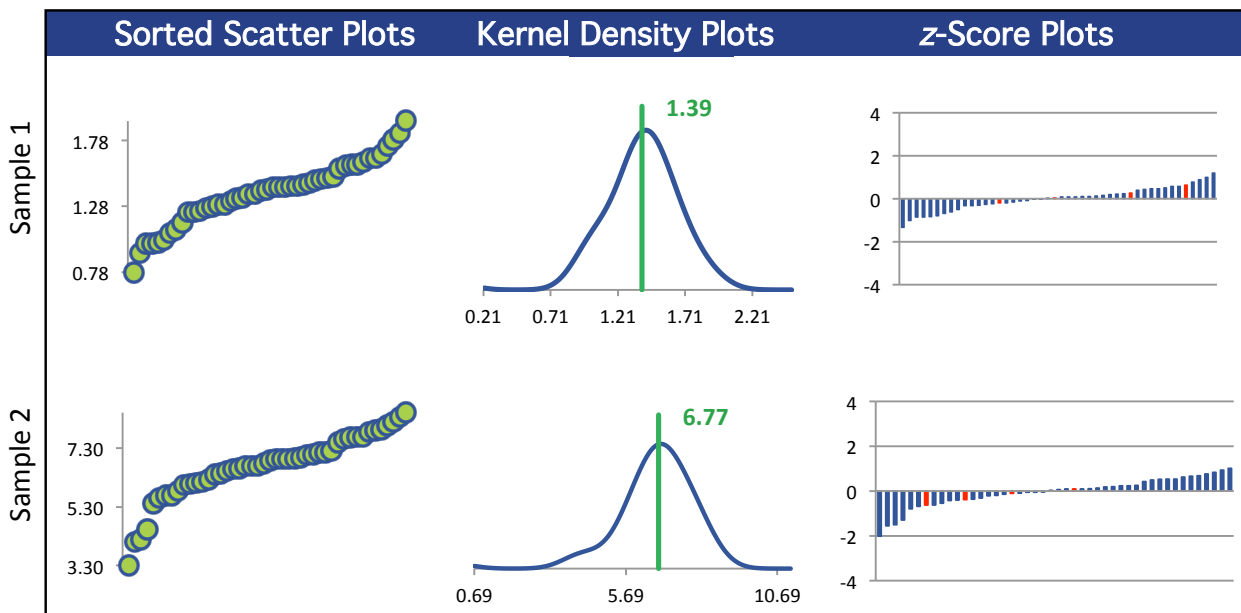 Sorted Scatter Plots
Kernel Density Plots
z-Score Plots
Sample 1
1.78
1.28
0.78
1.39
0.21 0.71 1.21 1.71 2.21
4
2
0
-2
-4
Sample 2
7.30
5.30
3.30
6.77
0.69 5.69 10.69
4
2
0
-2
-4